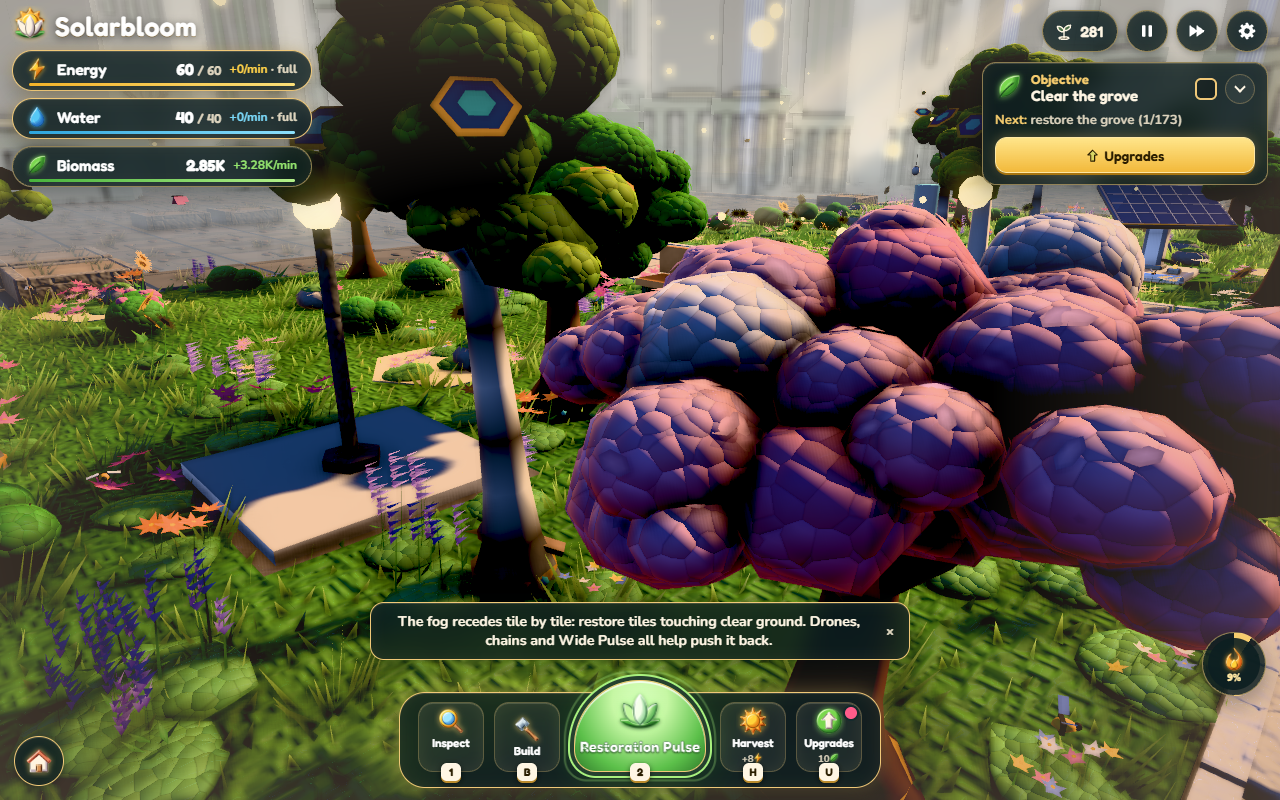 Solarbloom
Energy 60 / 60 +0/min · full
Water 40 / 40 +0/min · full
Biomass 2.85K +3.28K/min
281
Objective
Clear the grove
Next: restore the grove (1/173)
Upgrades
The fog recedes tile by tile: restore tiles touching clear ground. Drones,
chains and Wide Pulse all help push it back.
×
9%
Inspect
1
Build
B
Restoration Pulse
2
Harvest
+8
H
Upgrades
10
U